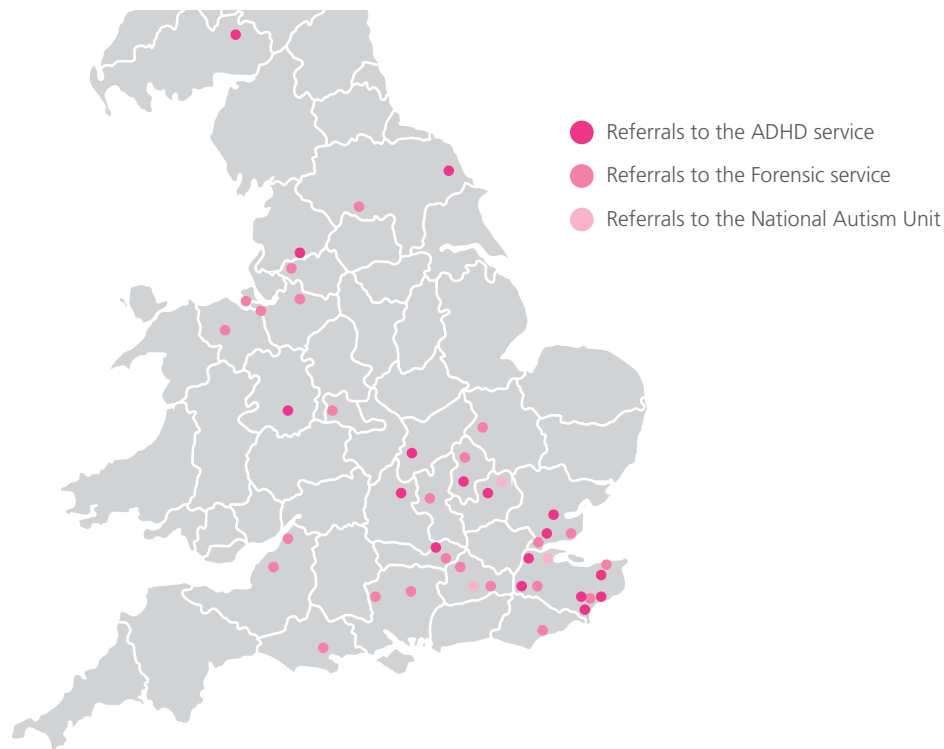 Referrals to the ADHD service
Referrals to the Forensic service
Referrals to the National Autism Unit